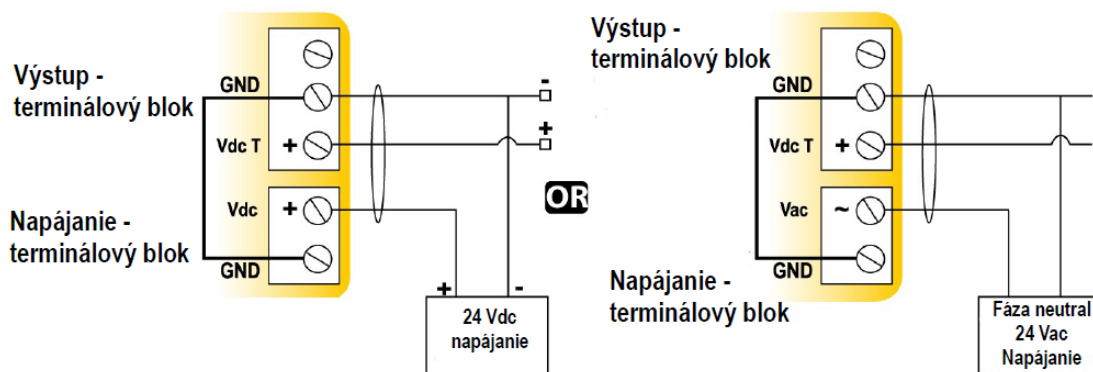 Výstup -
terminálový blok
GND
Vdc T
+
-
+
Vdc
+
Napájanie -
terminálový blok
GND
+
-
24 Vdc
napájanie
OR
Výstup -
terminálový blok
GND
Vdc T
+
Vac
~
Napájanie -
terminálový blok
GND
Fáza neutral
24 Vac
Napájanie